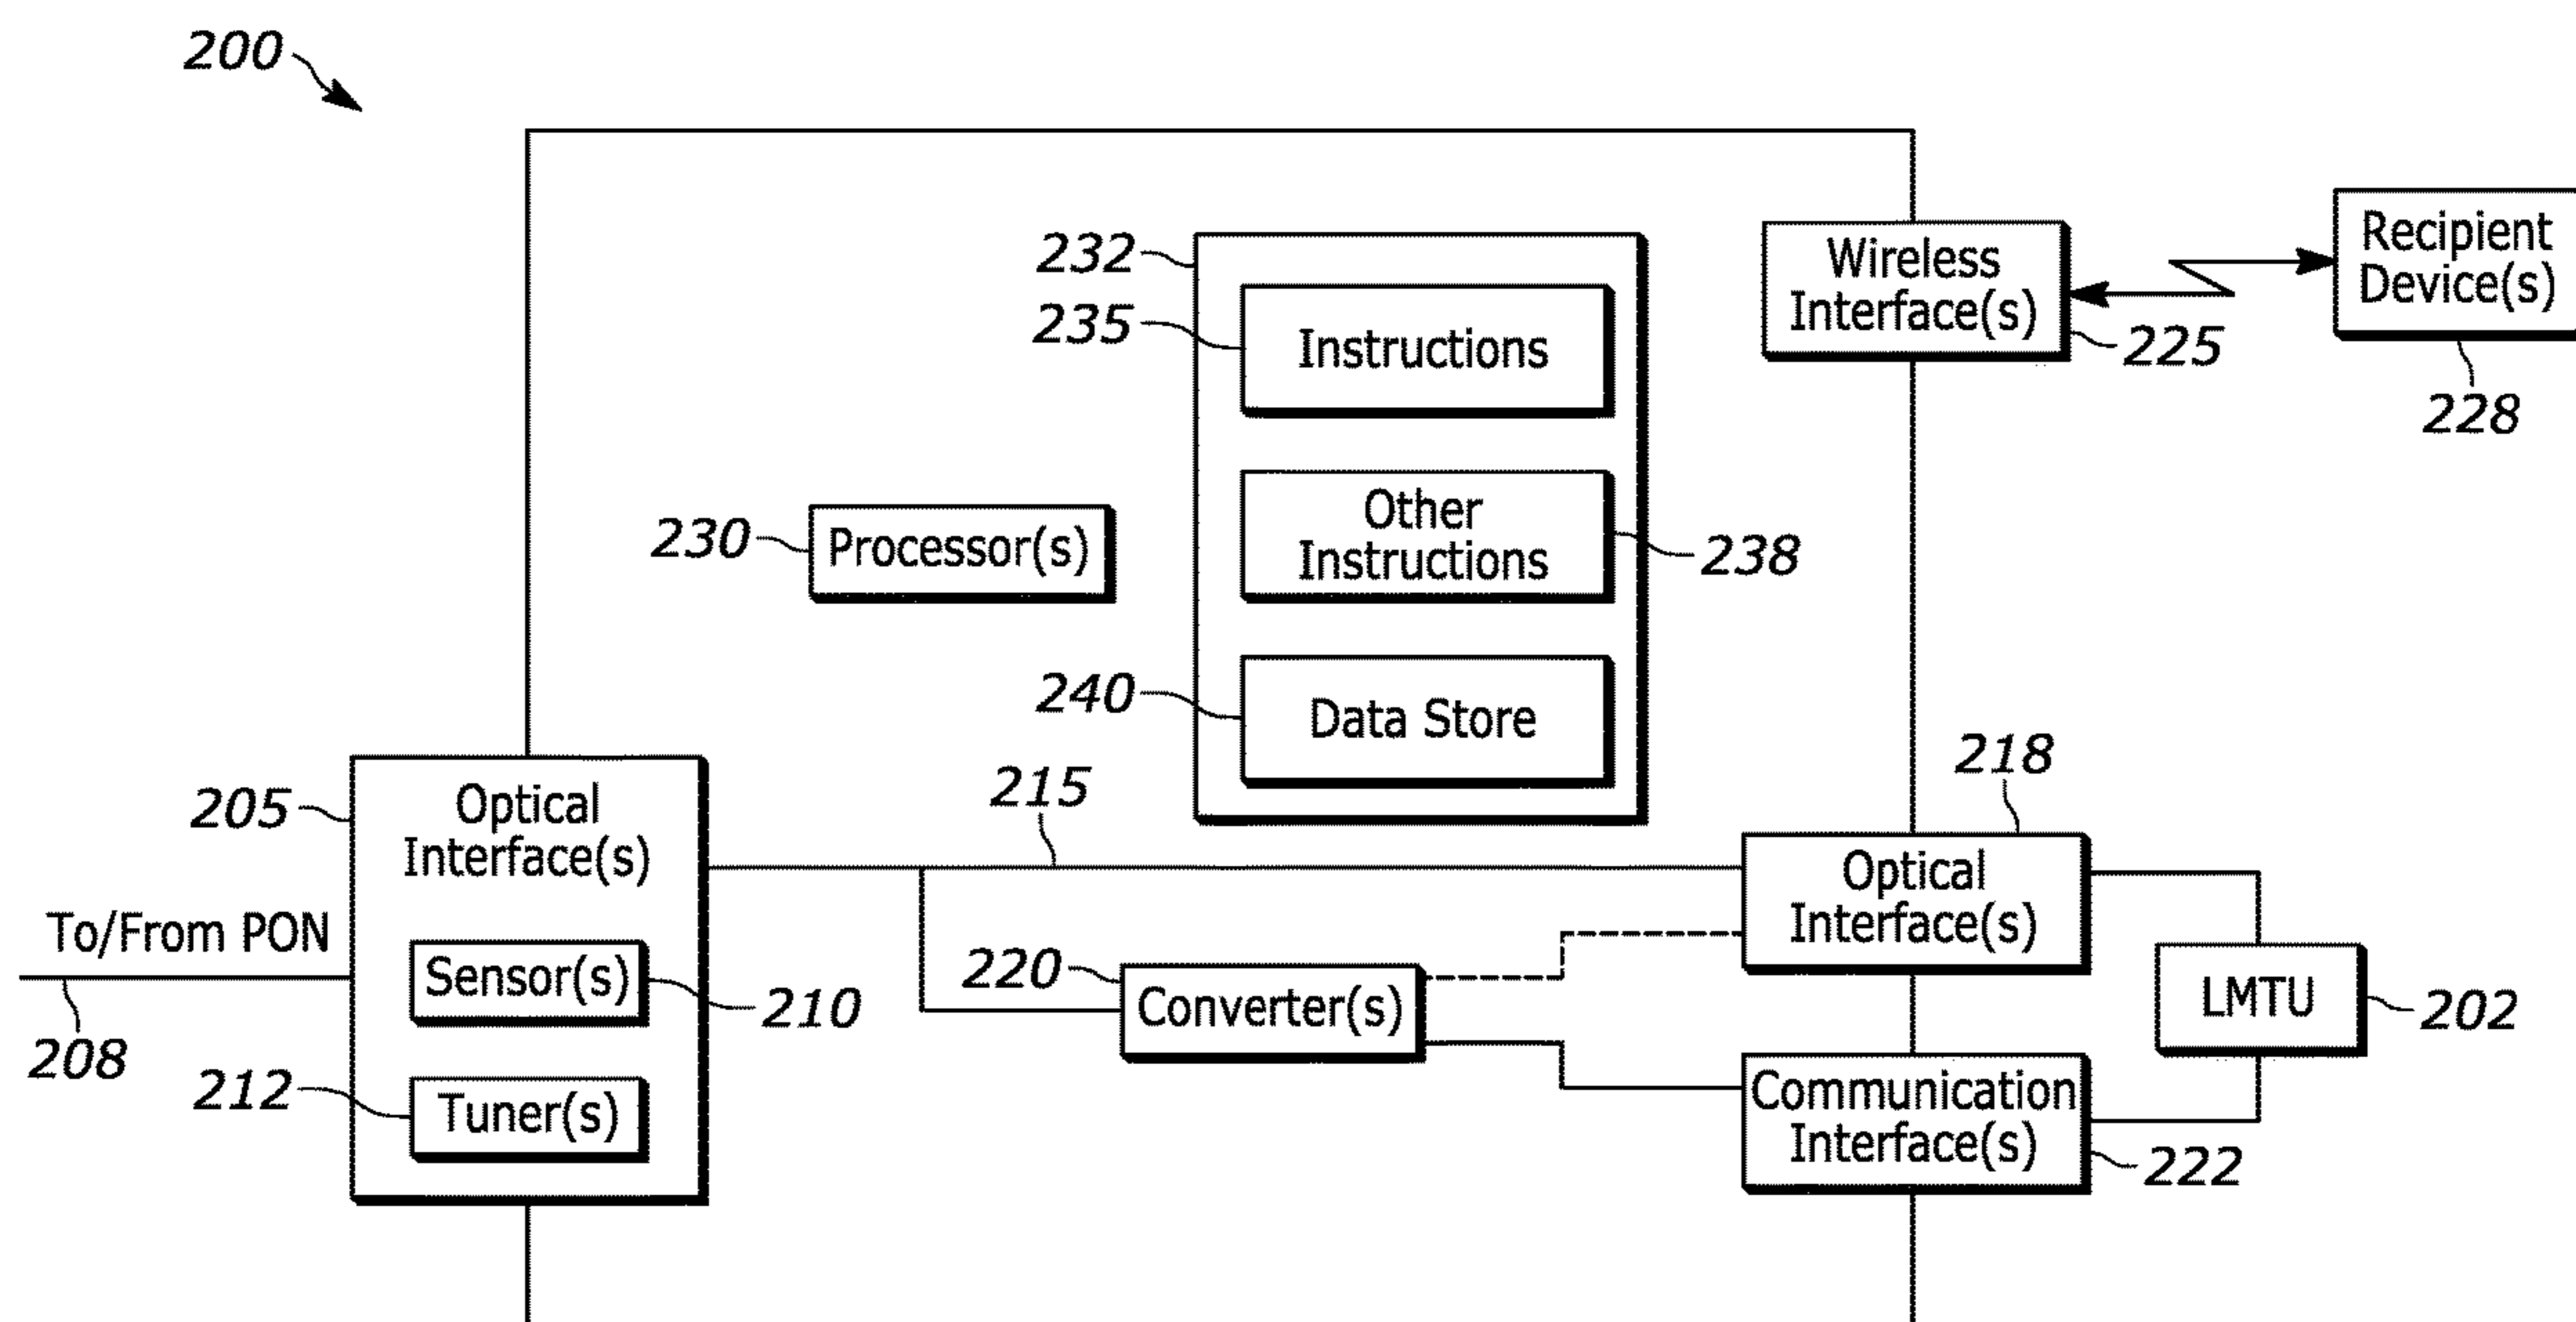 200
232
235
Instructions
Wireless
Interface(s)
225
Recipient
Device(s)
228
230
Processor(s)
Other
Instructions
238
240
Data Store
205
Optical
Interface(s)
215
218
Optical
Interface(s)
To/From PON
208
Sensor(s)
210
212
Tuner(s)
220
Converter(s)
LMTU
202
Communication
Interface(s)
222